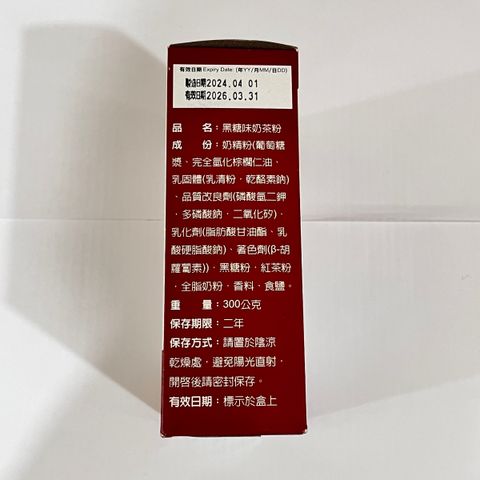 有效日期 Expiry Date: (年YY/月MM/日DD)
製造日期2024.04 01
有效日期2026.03.31
品　名：黑糖味奶茶粉
成　份：奶精粉(葡萄糖
漿、完全氫化棕櫚仁油、
乳固體(乳清粉，乾酪素鈉)
、品質改良劑(磷酸氫二鉀
、多磷酸鈉，二氧化矽)、
乳化劑(脂肪酸甘油酯、乳
酸硬脂酸鈉)、著色劑(β-胡
蘿蔔素))、黑糖粉，紅茶粉
、全脂奶粉，香料、食鹽。
重　量：300公克
保存期限：二年
保存方式：請置於陰涼
乾燥處，避免陽光直射，
開啓後請密封保存。
有效日期：標示於盒上